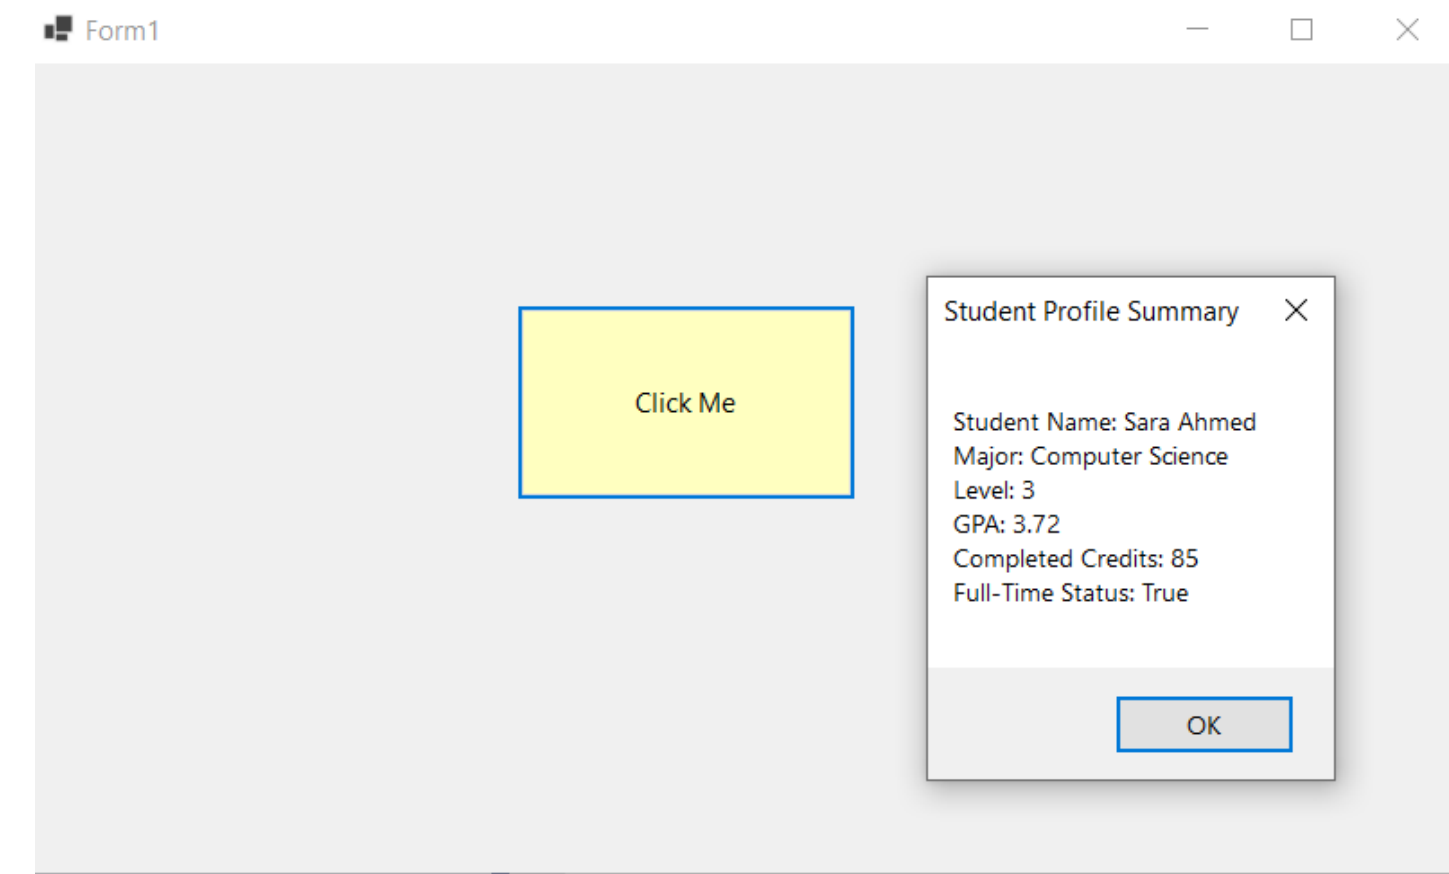 Form1
Click Me
Student Profile Summary
Student Name: Sara Ahmed
Major: Computer Science
Level: 3
GPA: 3.72
Completed Credits: 85
Full-Time Status: True
OK